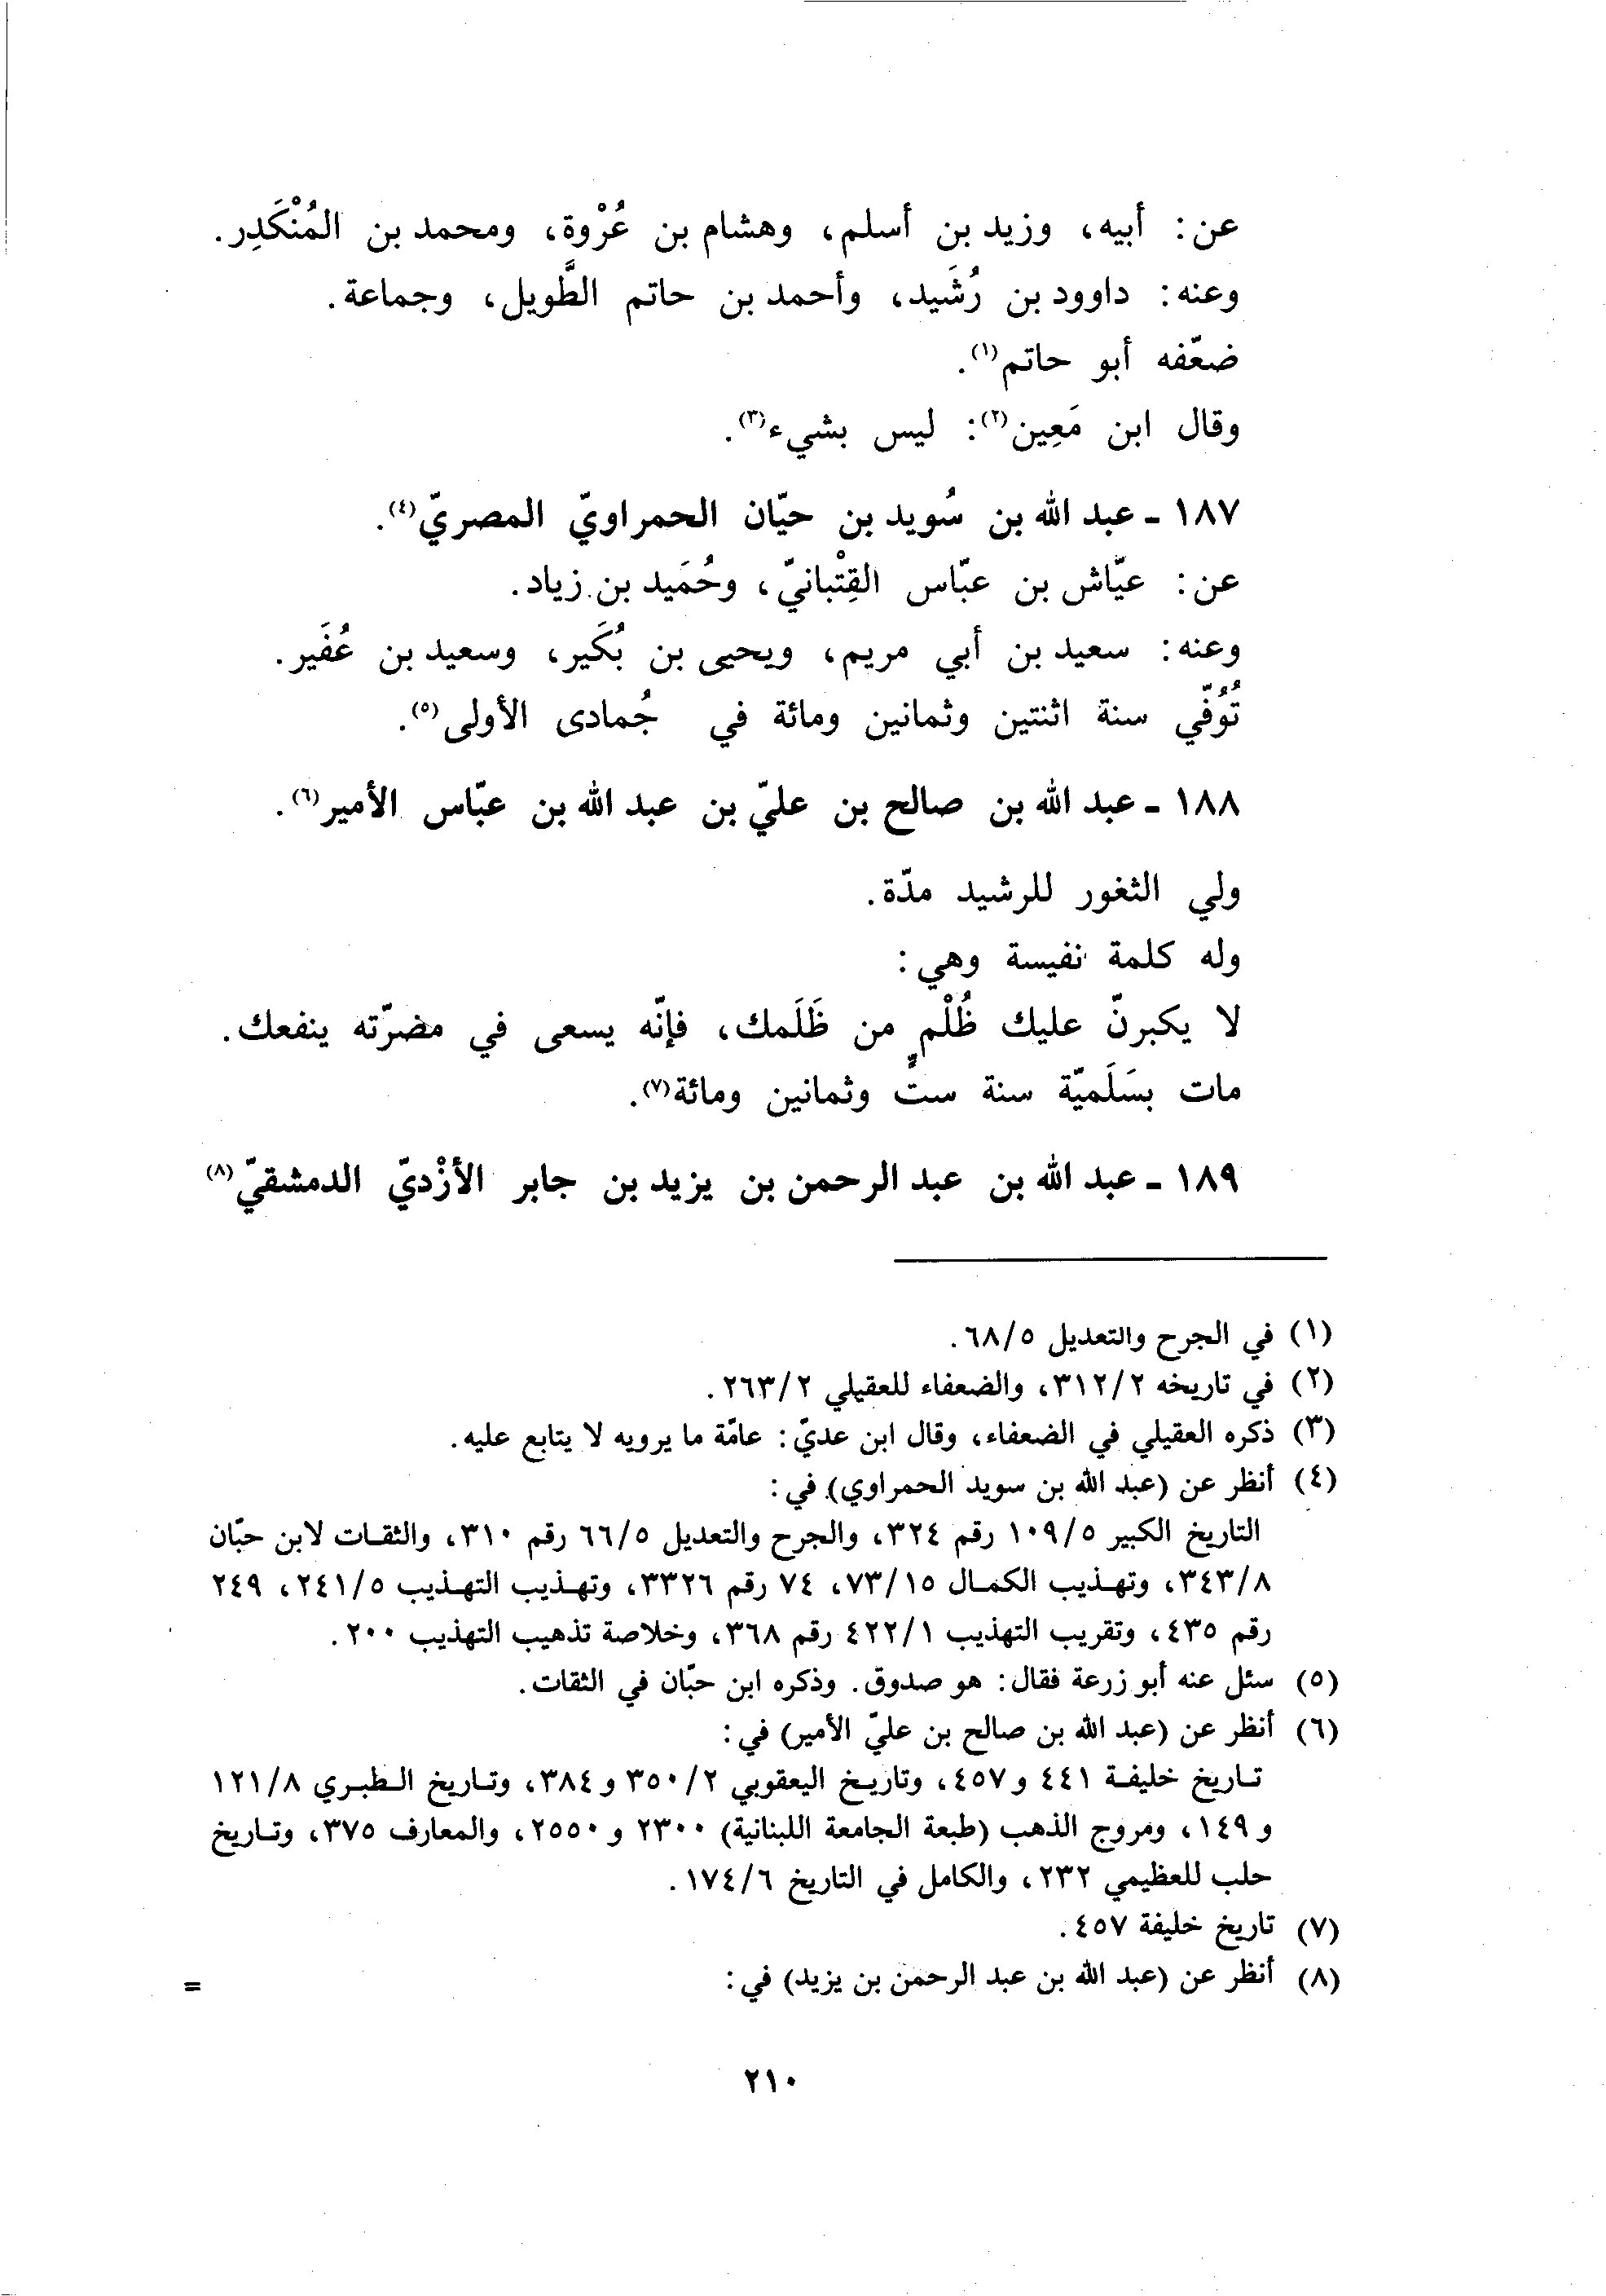 عن: أبيه، وزيد بن أسلم، وهشام بن عُرْوة، ومحمد بن المُنْكَدِر.
وعنه: داوود بن رُشَيد، وأحمد بن حاتم الطَّويل، وجماعة.
ضعّفه أبو حاتم(١).
وقال ابن مَعِين(٢): ليس بشيء(٣).
١٨٧ - عبد الله بن سُويد بن حيّان الحمراويّ المصريّ(٤).
عن: عيّاش بن عبّاس القِتْبانيّ، وحُمَيد بن زياد.
وعنه: سعيد بن أبي مريم، ويحيى بن بُكَير، وسعيد بن عُفَير.
تُوُفّي سنة اثنتين وثمانين ومائة في جُمادى الأولى(٥).
١٨٨ - عبد الله بن صالح بن عليّ بن عبد الله بن عبّاس الأمير(٦).
ولي الثغور للرشيد مدّة.
وله كلمة نفيسة وهي:
لا يكبرنّ عليك ظُلْم من ظَلَمك، فإنّه يسعى في مضرّته ينفعك.
مات بسَلَميّة سنة ستٍّ وثمانين ومائة(٧).
١٨٩ - عبد الله بن عبد الرحمن بن يزيد بن جابر الأزْديّ الدمشقيّ(٨)
(١) في الجرح والتعديل ٦٨/٥.
(٢) في تاريخه ٣١٢/٢، والضعفاء للعقيلي ٢٦٣/٢.
(٣) ذكره العقيلي في الضعفاء، وقال ابن عديّ: عامّة ما يرويه لا يتابع عليه.
(٤) أنظر عن (عبد الله بن سويد الحمراوي) في:
التاريخ الكبير ١٠٩/٥ رقم ٣٢٤، والجرح والتعديل ٦٦/٥ رقم ٣١٠، والثقات لابن حبّان
٣٤٣/٨، وتهذيب الكمال ٧٣/١٥، ٧٤ رقم ٣٣٢٦، وتهذيب التهذيب ٢٤١/٥، ٢٤٩
رقم ٤٣٥، وتقريب التهذيب ٤٢٢/١ رقم ٣٦٨، وخلاصة تذهيب التهذيب ٢٠٠.
(٥) سئل عنه أبو زرعة فقال: هو صدوق. وذكره ابن حبّان في الثقات.
(٦) أنظر عن (عبد الله بن صالح بن عليّ الأمير) في:
تاريخ خليفة ٤٤١ و٤٥٧، وتاريخ اليعقوبي ٣٥٠/٢ و٣٨٤، وتاريخ الطبري ١٢١/٨
و١٤٩، ومروج الذهب (طبعة الجامعة اللبنانية) ٢٣٠٠ و٢٥٥٠، والمعارف ٣٧٥، وتاريخ
حلب للعظيمي ٢٣٢، والكامل في التاريخ ١٧٤/٦.
(٧) تاريخ خليفة ٤٥٧.
(٨) أنظر عن (عبد الله بن عبد الرحمن بن يزيد) في:
=
٢١٠